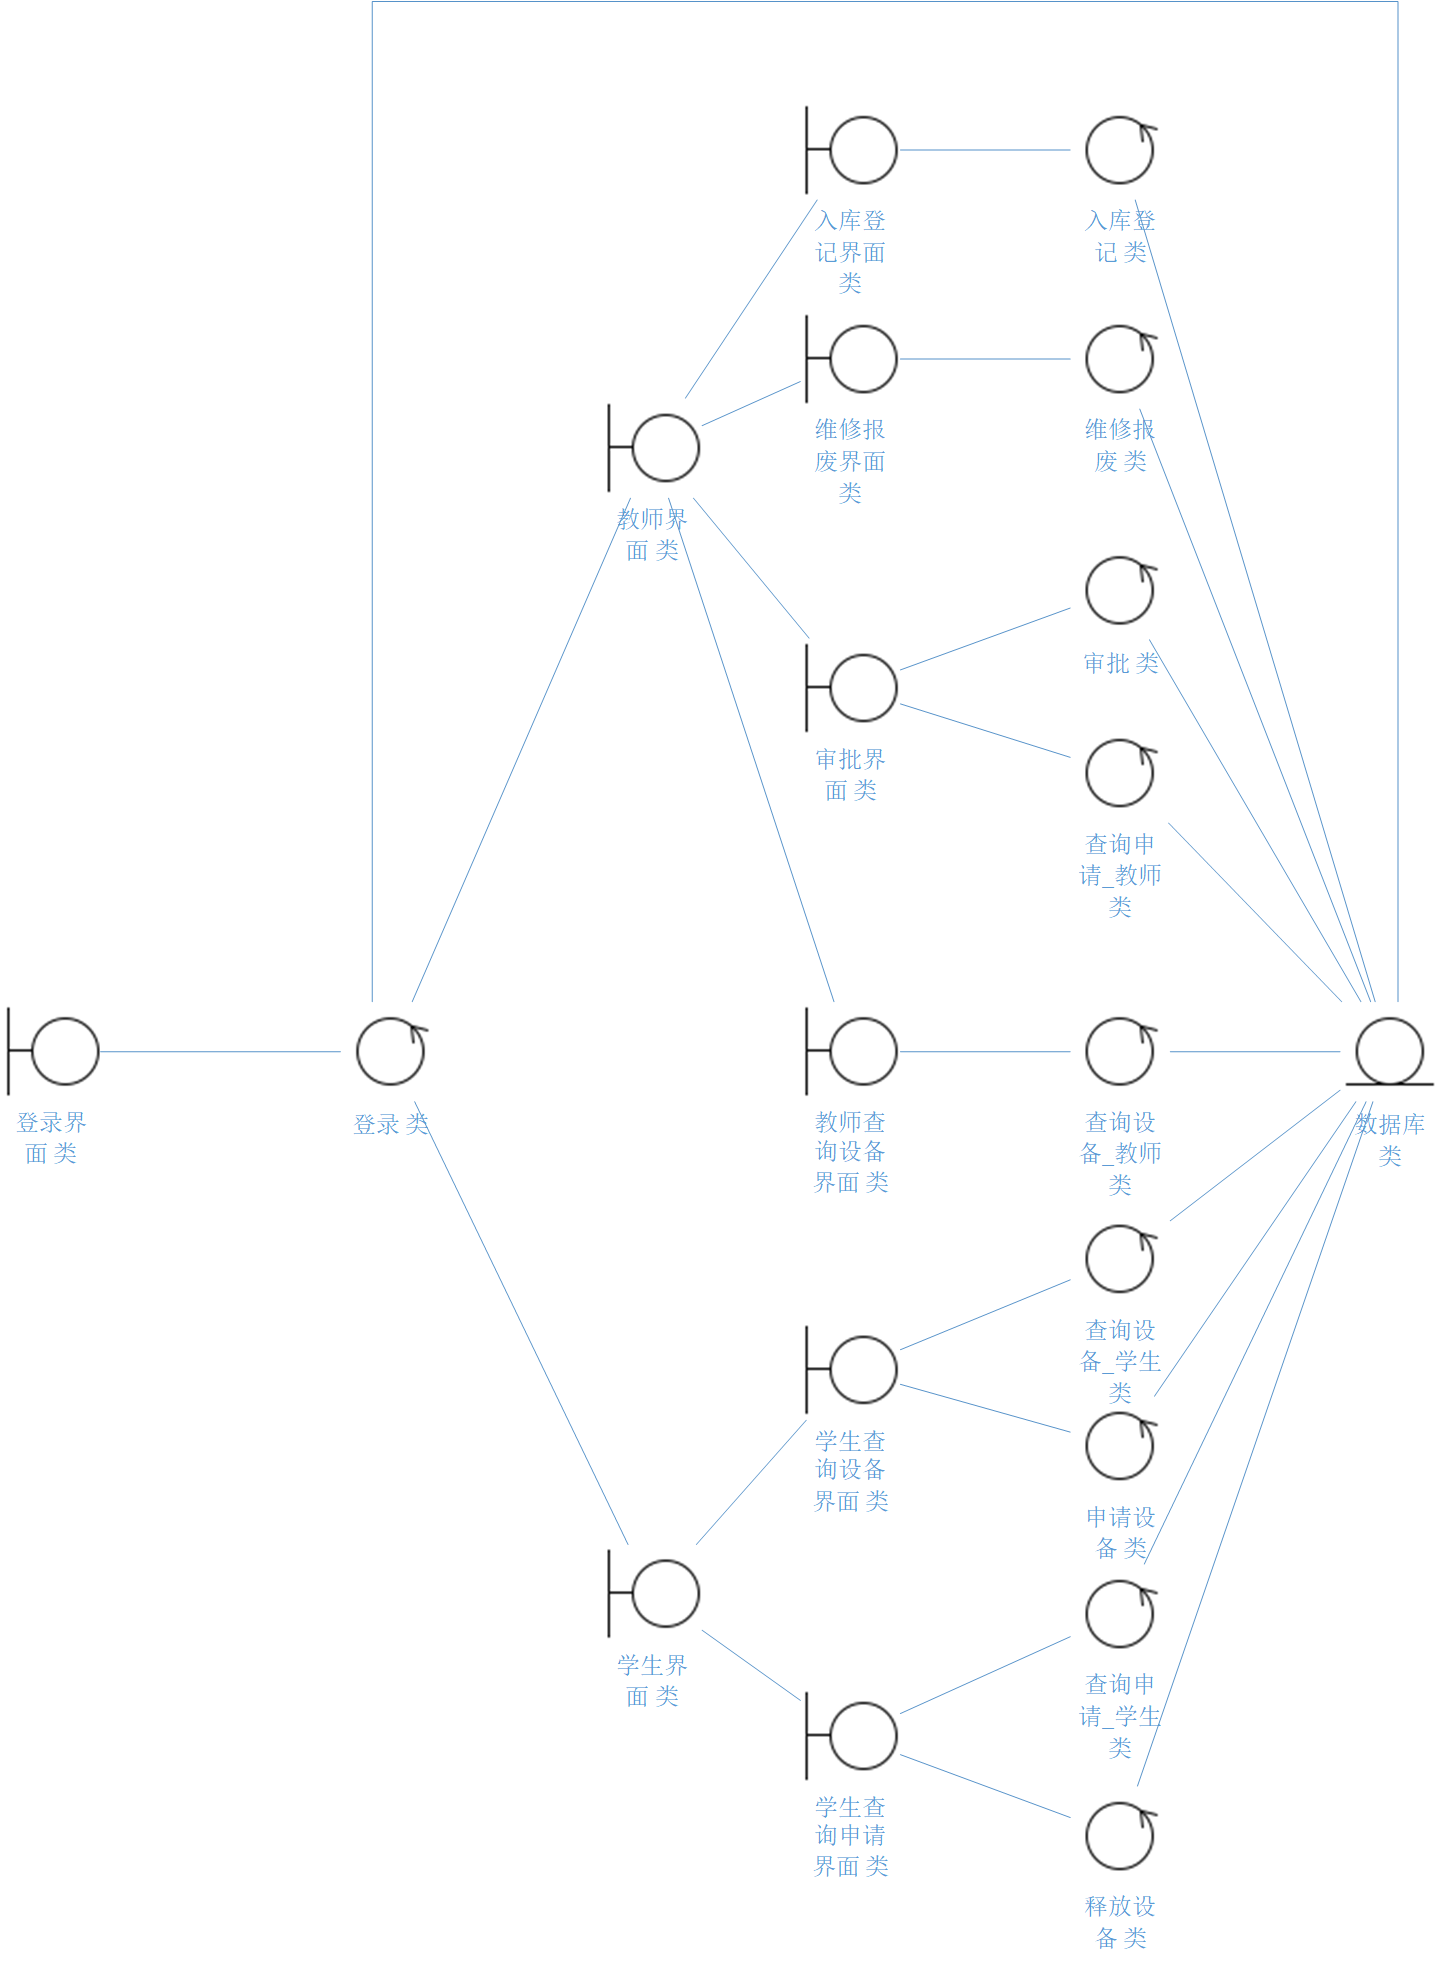 入库登
记界面
类
入库登
记 类
维修报
废界面
类
维修报
废 类
教师界
面 类
审批 类
审批界
面 类
查询申
请_教师
类
登录界
面 类
登录 类
教师查
询设备
界面 类
查询设
备_教师
类
数据库
类
查询设
备_学生
类
学生查
询设备
界面 类
申请设
备 类
学生界
面 类
查询申
请_学生
类
学生查
询申请
界面 类
释放设
备 类